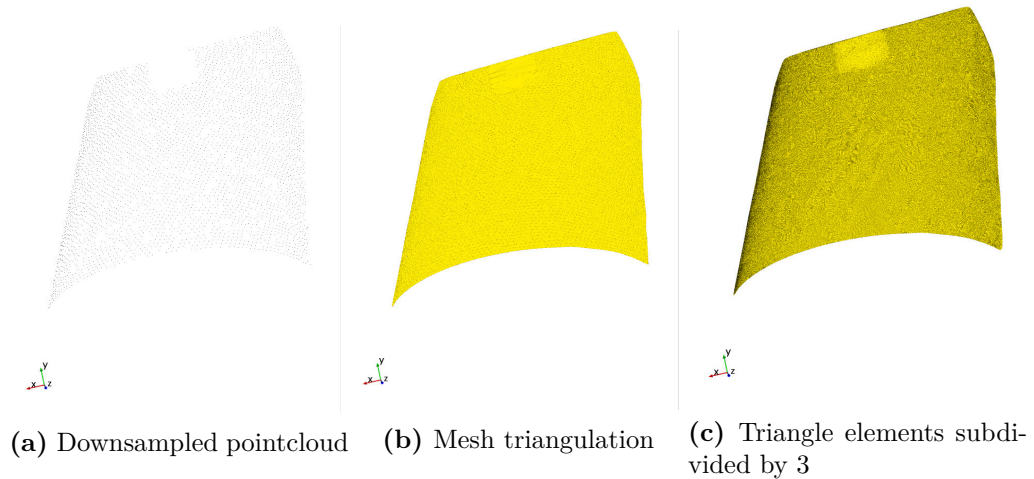 y
x
z
y
x
z
y
x
z
(a) Downsampled pointcloud
(b) Mesh triangulation
(c) Triangle elements subdi-
vided by 3